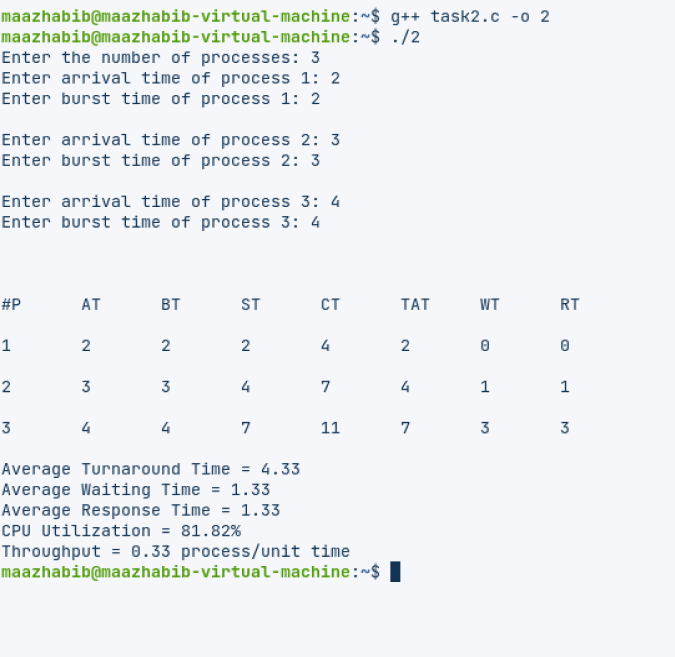 maazhabib@maazhabib-virtual-machine:~$ g++ task2.c -o 2
maazhabib@maazhabib-virtual-machine:~$ ./2
Enter the number of processes: 3
Enter arrival time of process 1: 2
Enter burst time of process 1: 2
Enter arrival time of process 2: 3
Enter burst time of process 2: 3
Enter arrival time of process 3: 4
Enter burst time of process 3: 4
#P AT BT ST CT TAT WT RT
1 2 2 2 4 2 0 0
2 3 3 4 7 4 1 1
3 4 4 7 11 7 3 3
Average Turnaround Time = 4.33
Average Waiting Time = 1.33
Average Response Time = 1.33
CPU Utilization = 81.82%
Throughput = 0.33 process/unit time
maazhabib@maazhabib-virtual-machine:~$